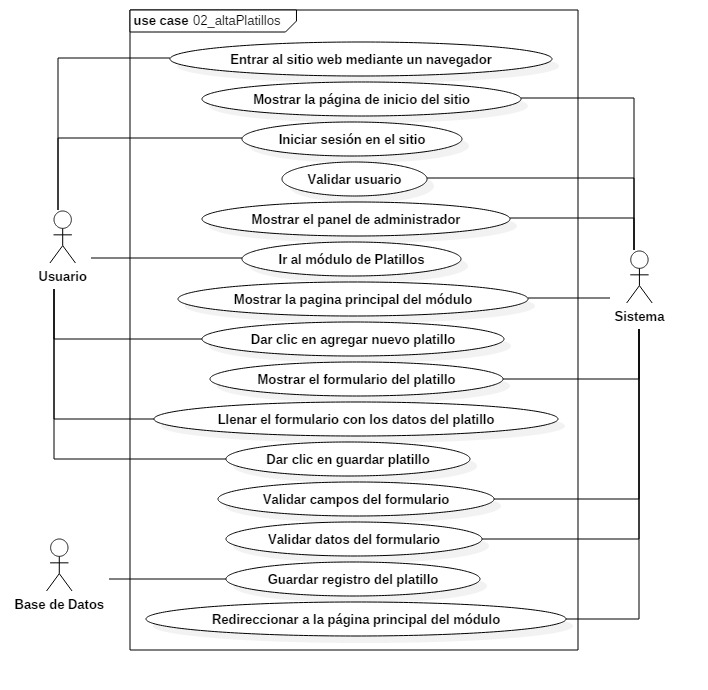 use case 02_altaPlatillos
Entrar al sitio web mediante un navegador
Mostrar la página de inicio del sitio
Iniciar sesión en el sitio
Validar usuario
Mostrar el panel de administrador
Ir al módulo de Platillos
Usuario
Mostrar la pagina principal del módulo
Sistema
Dar clic en agregar nuevo platillo
Mostrar el formulario del platillo
Llenar el formulario con los datos del platillo
Dar clic en guardar platillo
Validar campos del formulario
Validar datos del formulario
Guardar registro del platillo
Base de Datos
Redireccionar a la página principal del módulo